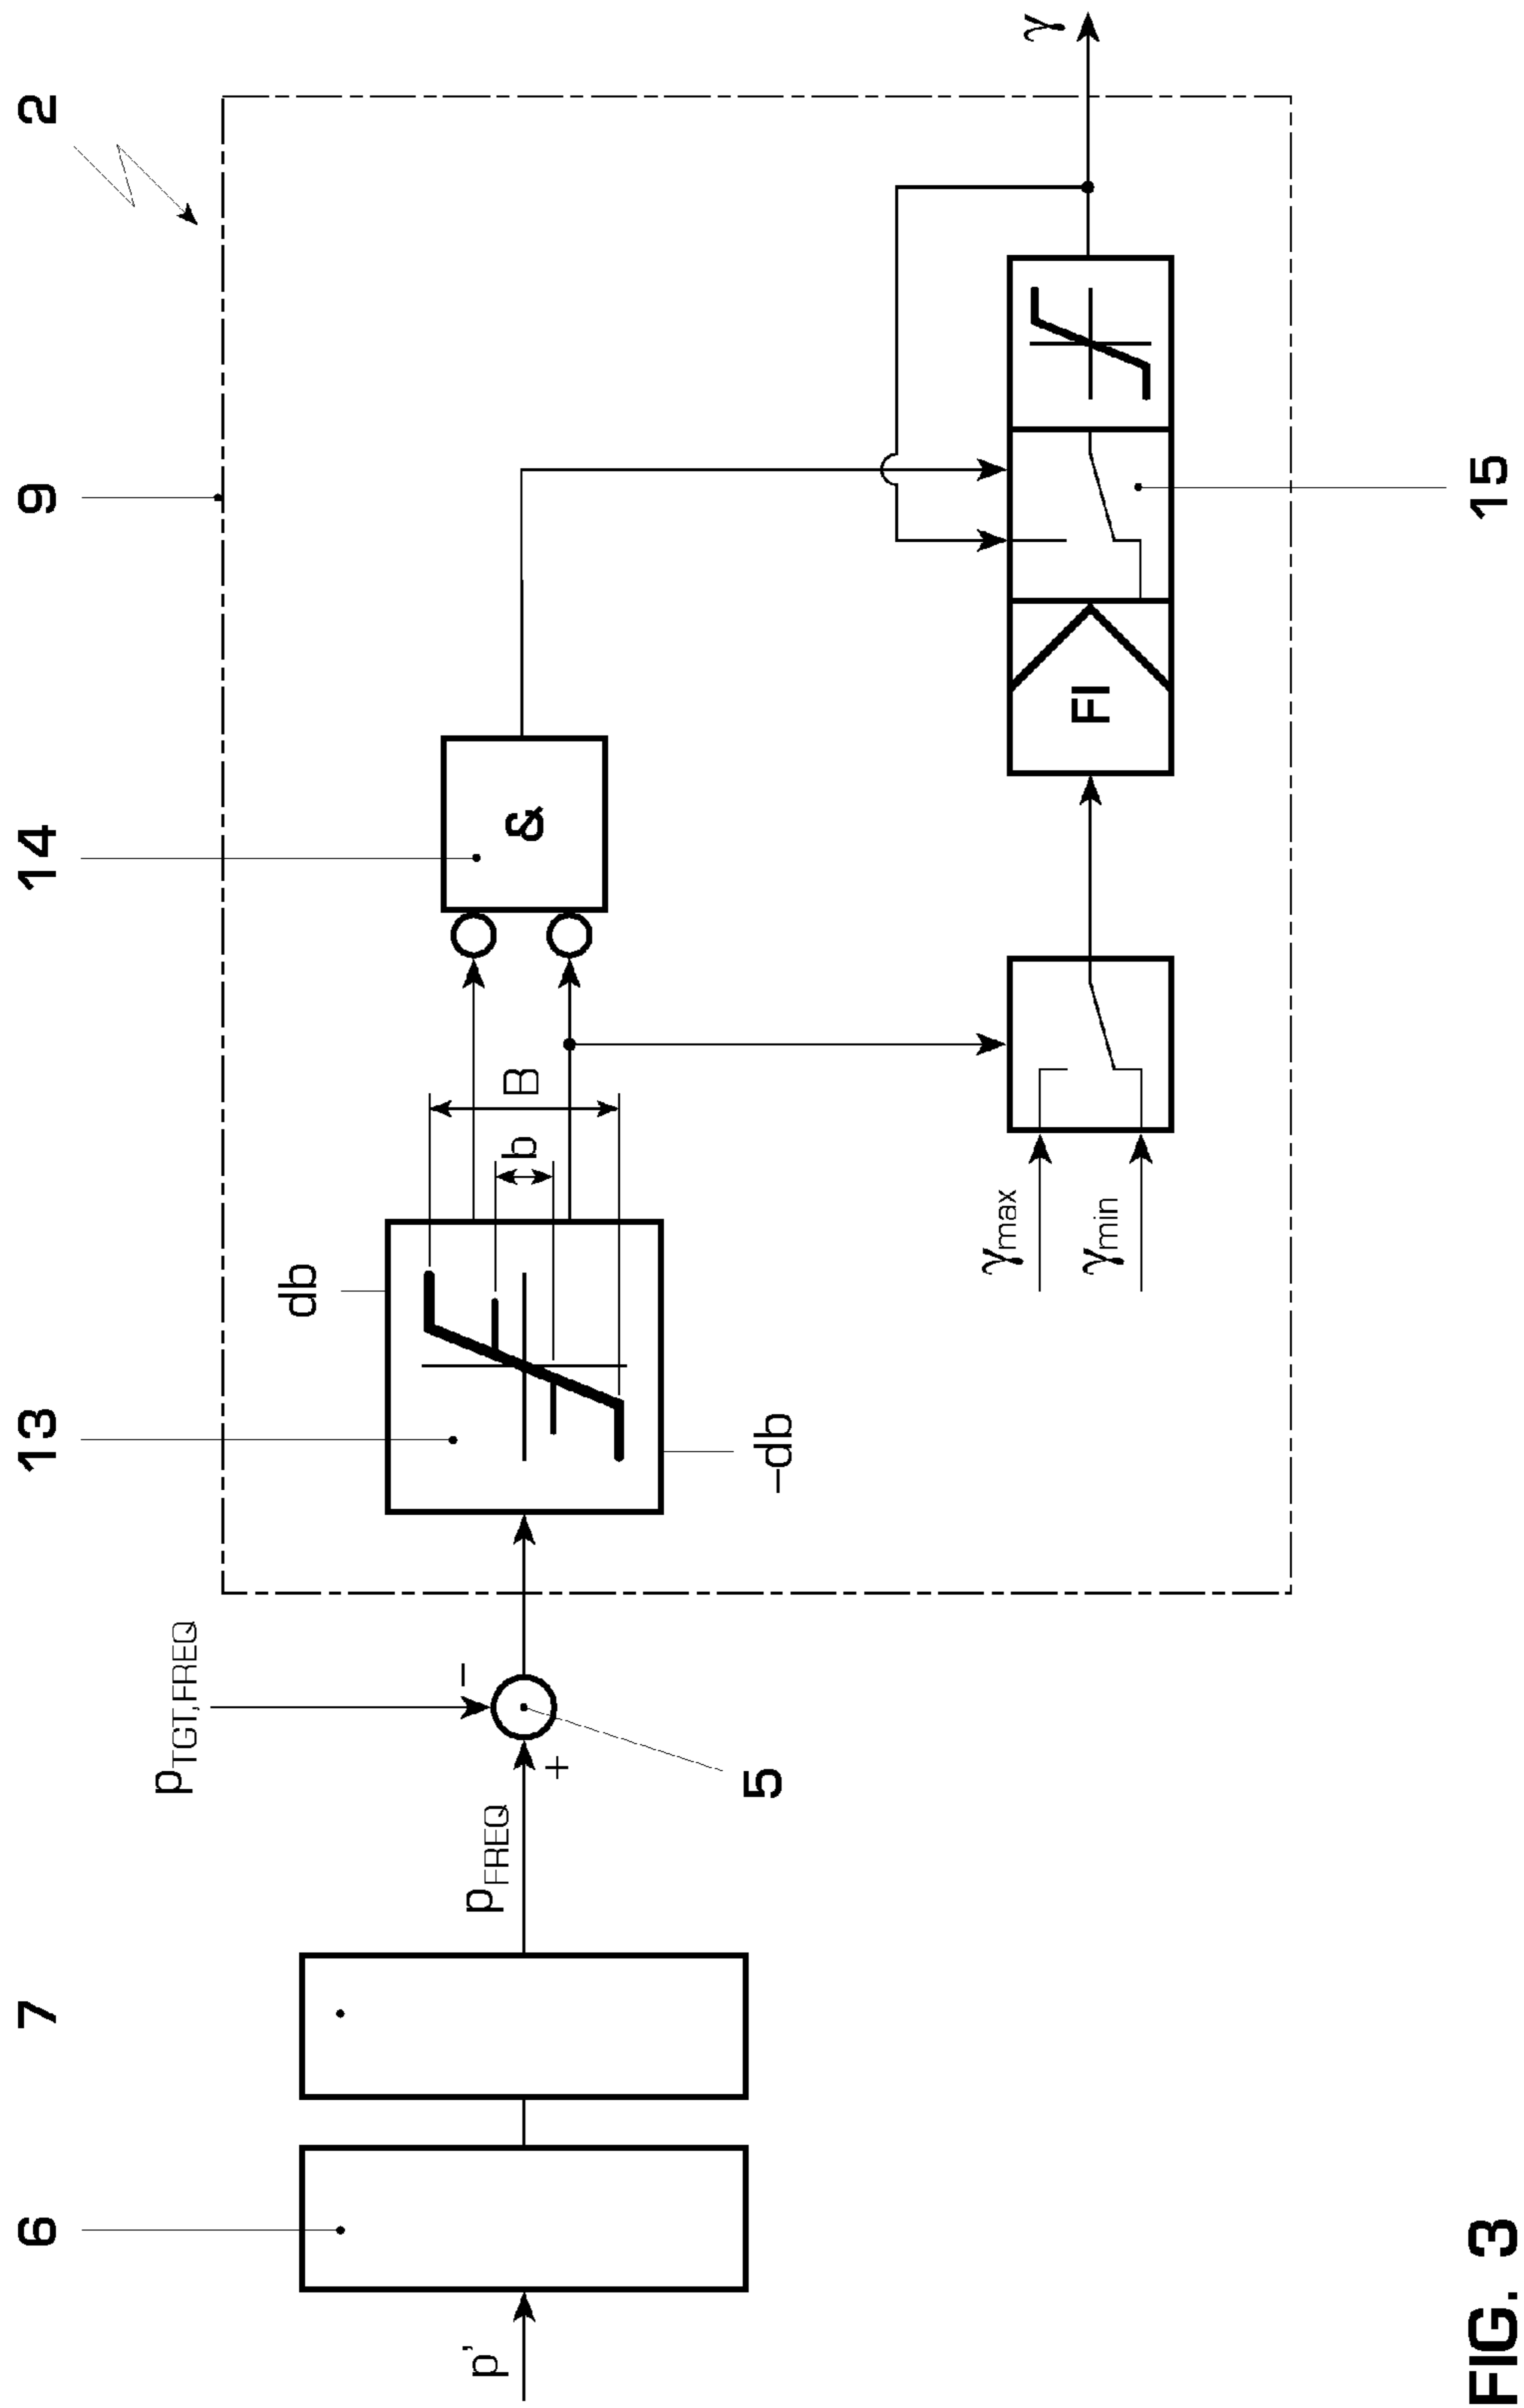 6
7
13
14
9
2
p'
pFREQ
pTGT,FREQ
+
−
5
db
−db
b
B
&
γmax
γmin
FI
15
γ
FIG. 3